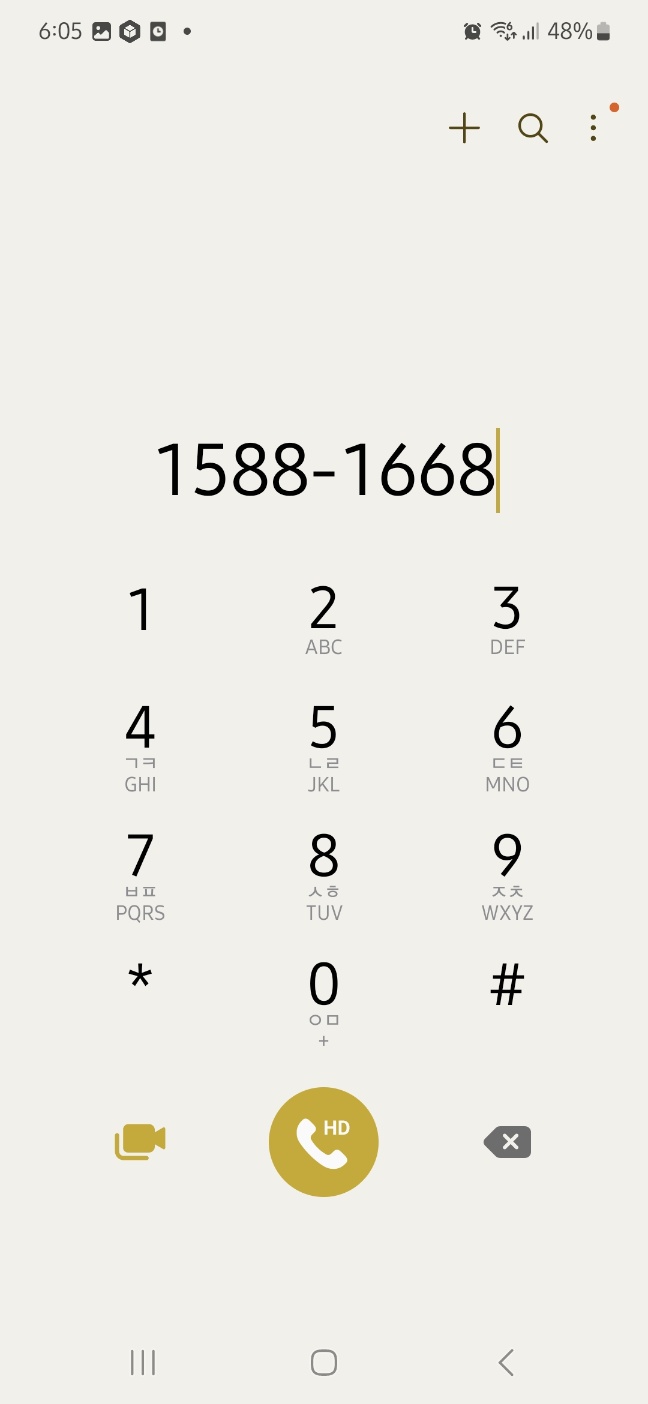 6:05 48%
1588-1668
1 2 3
ABC DEF
4 5 6
ㄱㅋ ㄴㄹ ㄷㅌ
GHI JKL MNO
7 8 9
ㅂㅍ ㅅㅎ ㅈㅊ
PQRS TUV WXYZ
* 0 #
ㅇㅁ
+
HD